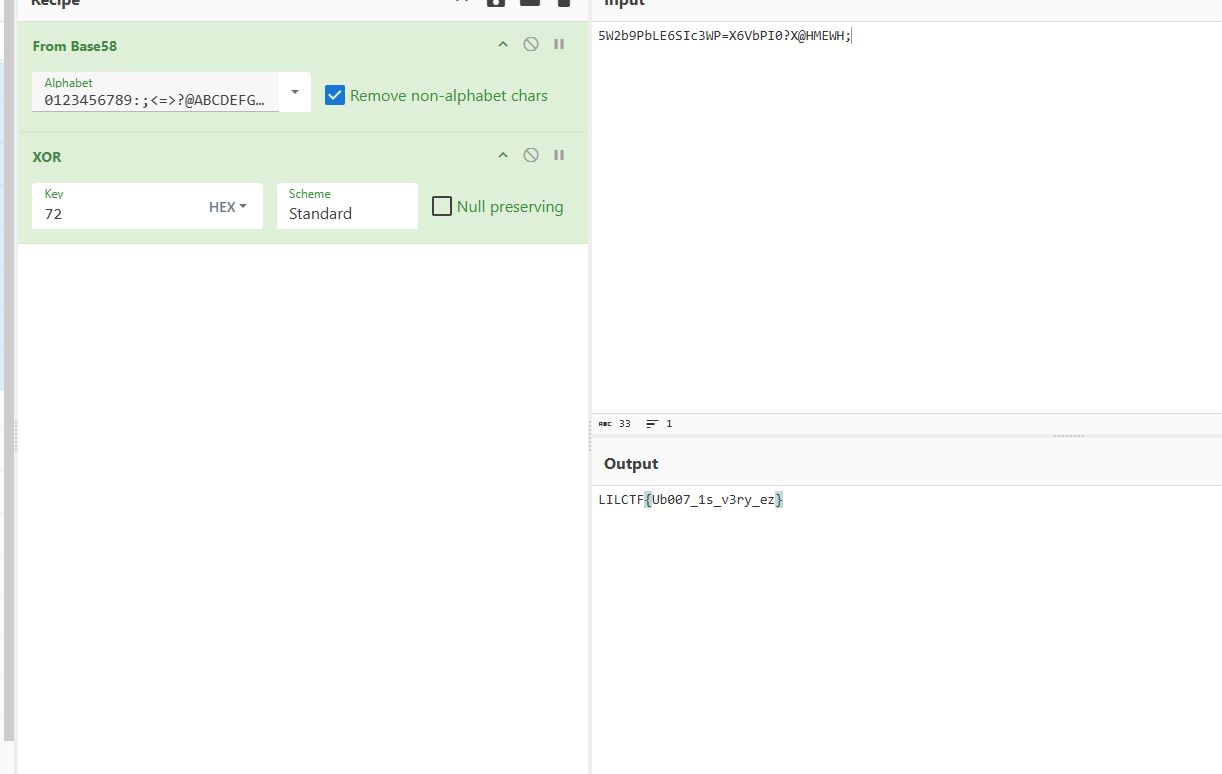 Recipe
Input
From Base58
Alphabet
0123456789:;<=>?@ABCDEFG…
Remove non-alphabet chars
XOR
Key
72
HEX
Scheme
Standard
Null preserving
5W2b9PbLE6SIc3WP=X6VbPI0?X@HMEWH;
ABC 33
1
Output
LILCTF{Ub007_1s_v3ry_ez}